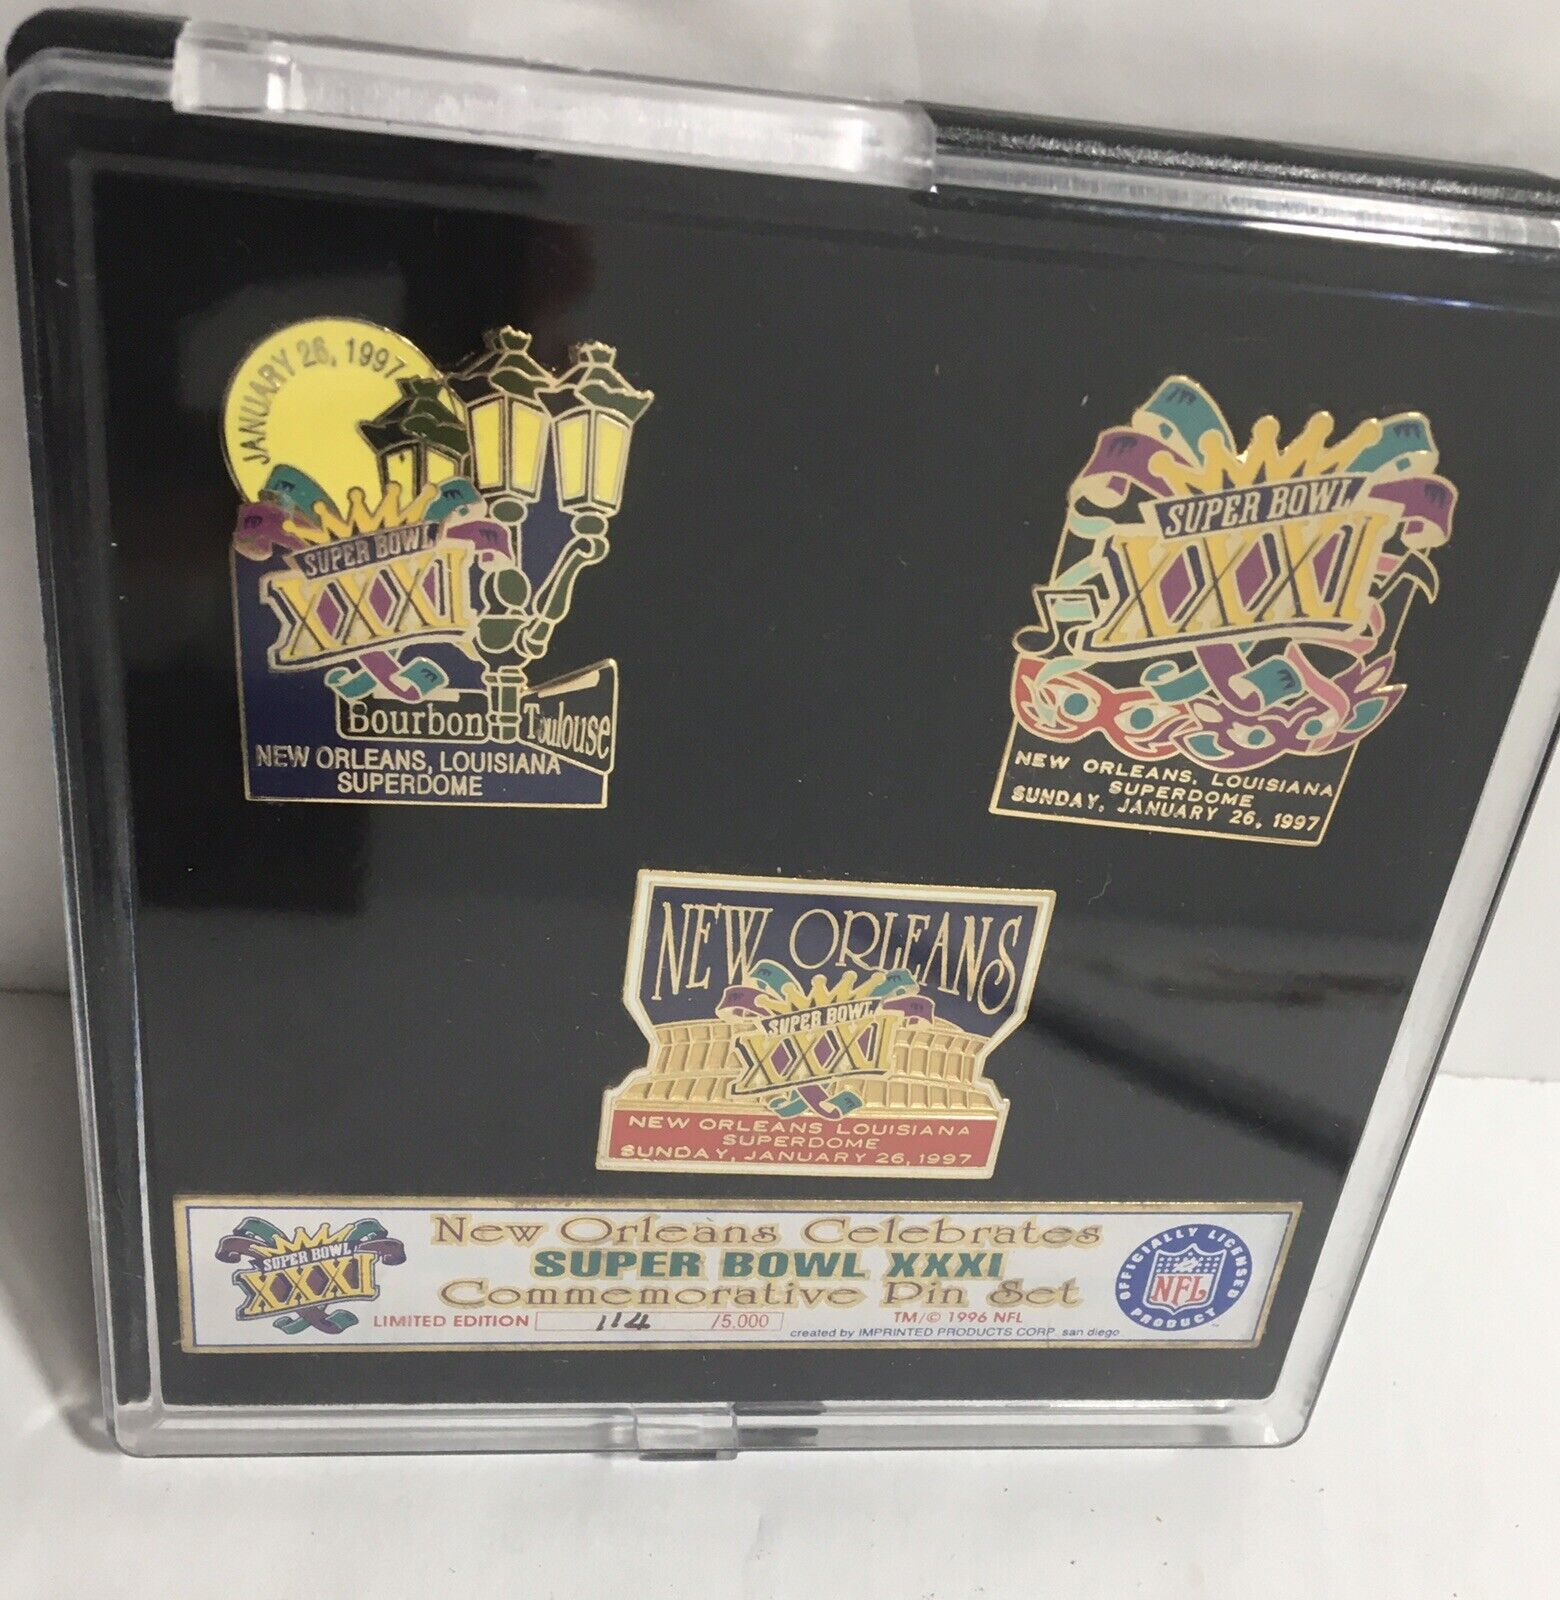 JANUARY 26, 1997
SUPER BOWL
XXXI
Bourbon Toulouse
NEW ORLEANS, LOUISIANA
SUPERDOME
SUPER BOWL
XXXI
NEW ORLEANS, LOUISIANA
SUPERDOME
SUNDAY, JANUARY 26, 1997
NEW ORLEANS
SUPER BOWL
XXXI
NEW ORLEANS LOUISIANA
SUPERDOME
SUNDAY, JANUARY 26, 1997
SUPER BOWL
XXXI
New Orleans Celebrates
SUPER BOWL XXXI
Commemorative Pin Set
LIMITED EDITION 114 /5,000
TM/© 1996 NFL
created by IMPRINTED PRODUCTS CORP. san diego
OFFICIALLY LICENSED
NFL
PRODUCT